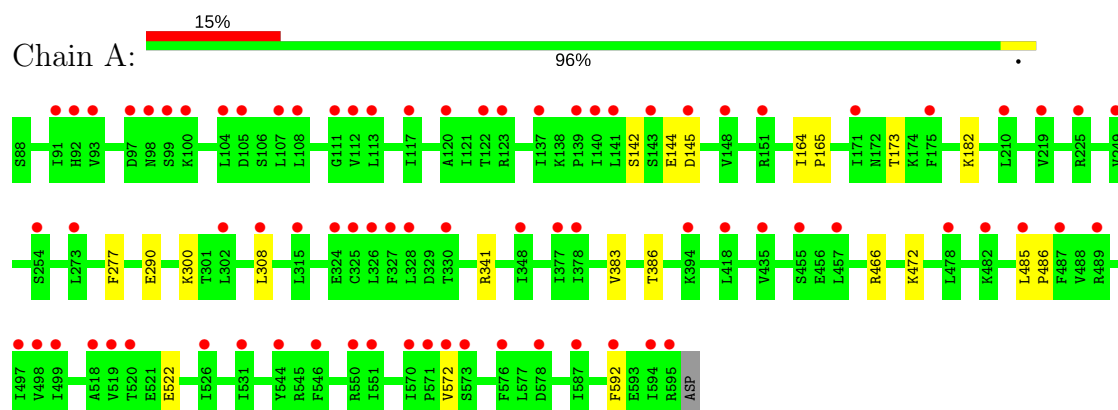 15%
Chain A:
96%
•
S88 I91 H92 V93 D97 N98 S99 K100 L104 D105 S106 L107 L108 G111 V112 L113 I117 A120 I121 T122 R123 I137 K138 P139 I140 L141 S142 S143 E144 D145 V148 R151 I164 P165 I171 N172 T173 K174 F175 K182 L210 V219 R225 V249
S254 L273 F277 E290 K300 T301 L302 L308 L315 E324 C325 L326 F327 L328 D329 T330 R341 I348 I377 I378 V383 T386 K394 L418 V435 S455 E456 L457 R466 K472 L478 K482 L485 P486 F487 V488 R489
I497 V498 I499 A518 V519 T520 E521 E522 I526 I531 Y544 R545 F546 R550 I551 I570 P571 V572 S573 F576 L577 D578 I587 F592 E593 I594 R595 ASP